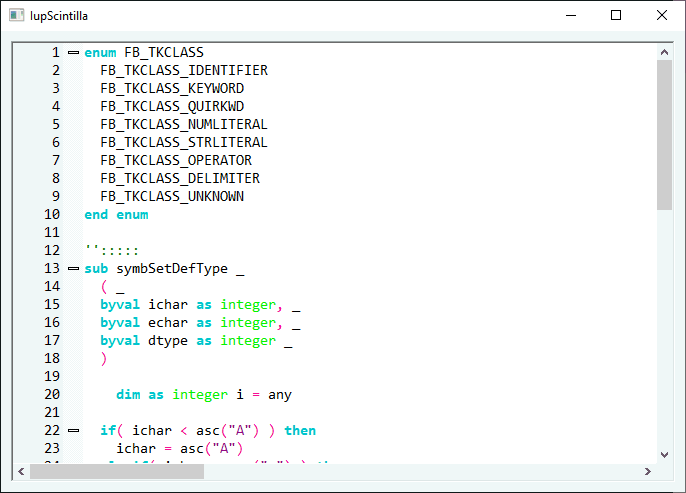 IupScintilla
1 enum FB_TKCLASS
2 FB_TKCLASS_IDENTIFIER
3 FB_TKCLASS_KEYWORD
4 FB_TKCLASS_QUIRKWD
5 FB_TKCLASS_NUMLITERAL
6 FB_TKCLASS_STRLITERAL
7 FB_TKCLASS_OPERATOR
8 FB_TKCLASS_DELIMITER
9 FB_TKCLASS_UNKNOWN
10 end enum
11
12 '':::::
13 sub symbSetDefType _
14 ( _
15 byval ichar as integer, _
16 byval echar as integer, _
17 byval dtype as integer _
18 )
19
20 dim as integer i = any
21
22 if( ichar < asc("A") ) then
23 ichar = asc("A")